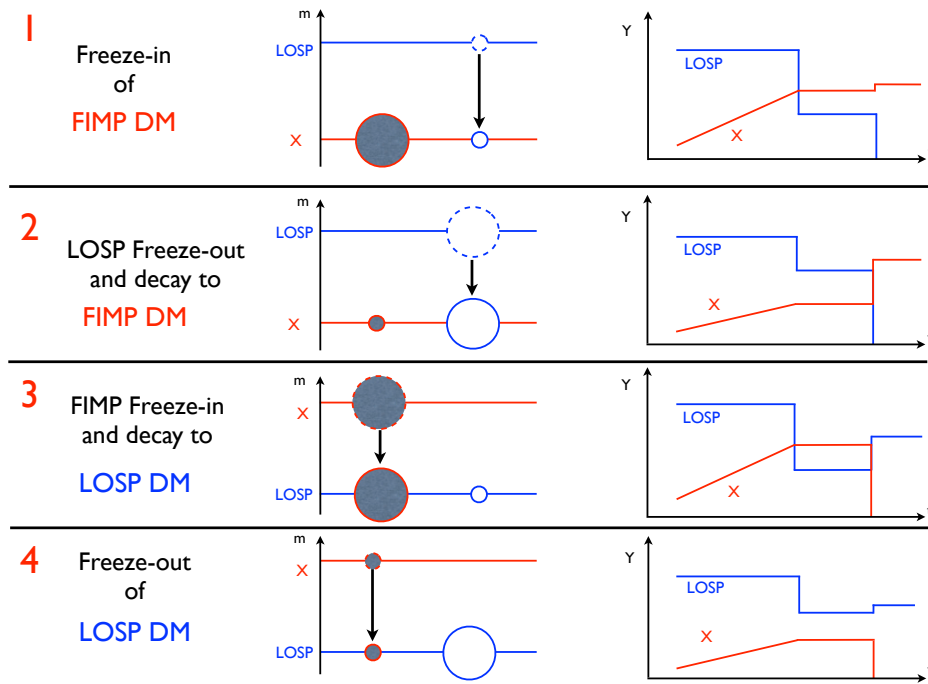 1
Freeze-in
of
FIMP DM
m
LOSP
X
Y
LOSP
X
2
LOSP Freeze-out
and decay to
FIMP DM
m
LOSP
X
Y
LOSP
X
3
FIMP Freeze-in
and decay to
LOSP DM
m
X
LOSP
Y
LOSP
X
4
Freeze-out
of
LOSP DM
m
X
LOSP
Y
LOSP
X